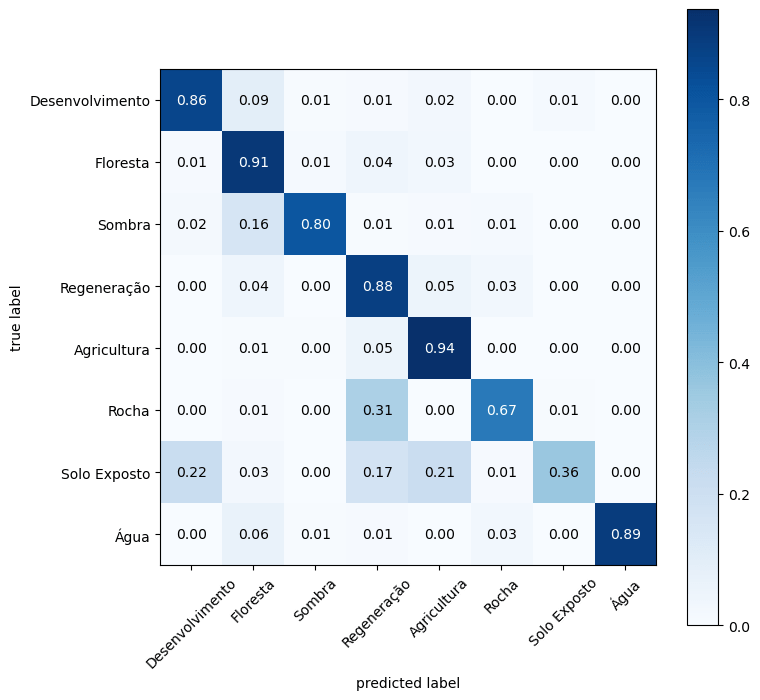 Desenvolvimento 0.86 0.09 0.01 0.01 0.02 0.00 0.01 0.00
Floresta 0.01 0.91 0.01 0.04 0.03 0.00 0.00 0.00
Sombra 0.02 0.16 0.80 0.01 0.01 0.01 0.00 0.00
Regeneração 0.00 0.04 0.00 0.88 0.05 0.03 0.00 0.00
Agricultura 0.00 0.01 0.00 0.05 0.94 0.00 0.00 0.00
Rocha 0.00 0.01 0.00 0.31 0.00 0.67 0.01 0.00
Solo Exposto 0.22 0.03 0.00 0.17 0.21 0.01 0.36 0.00
Água 0.00 0.06 0.01 0.01 0.00 0.03 0.00 0.89
true label
Desenvolvimento Floresta Sombra Regeneração Agricultura Rocha Solo Exposto Água
predicted label
0.8
0.6
0.4
0.2
0.0